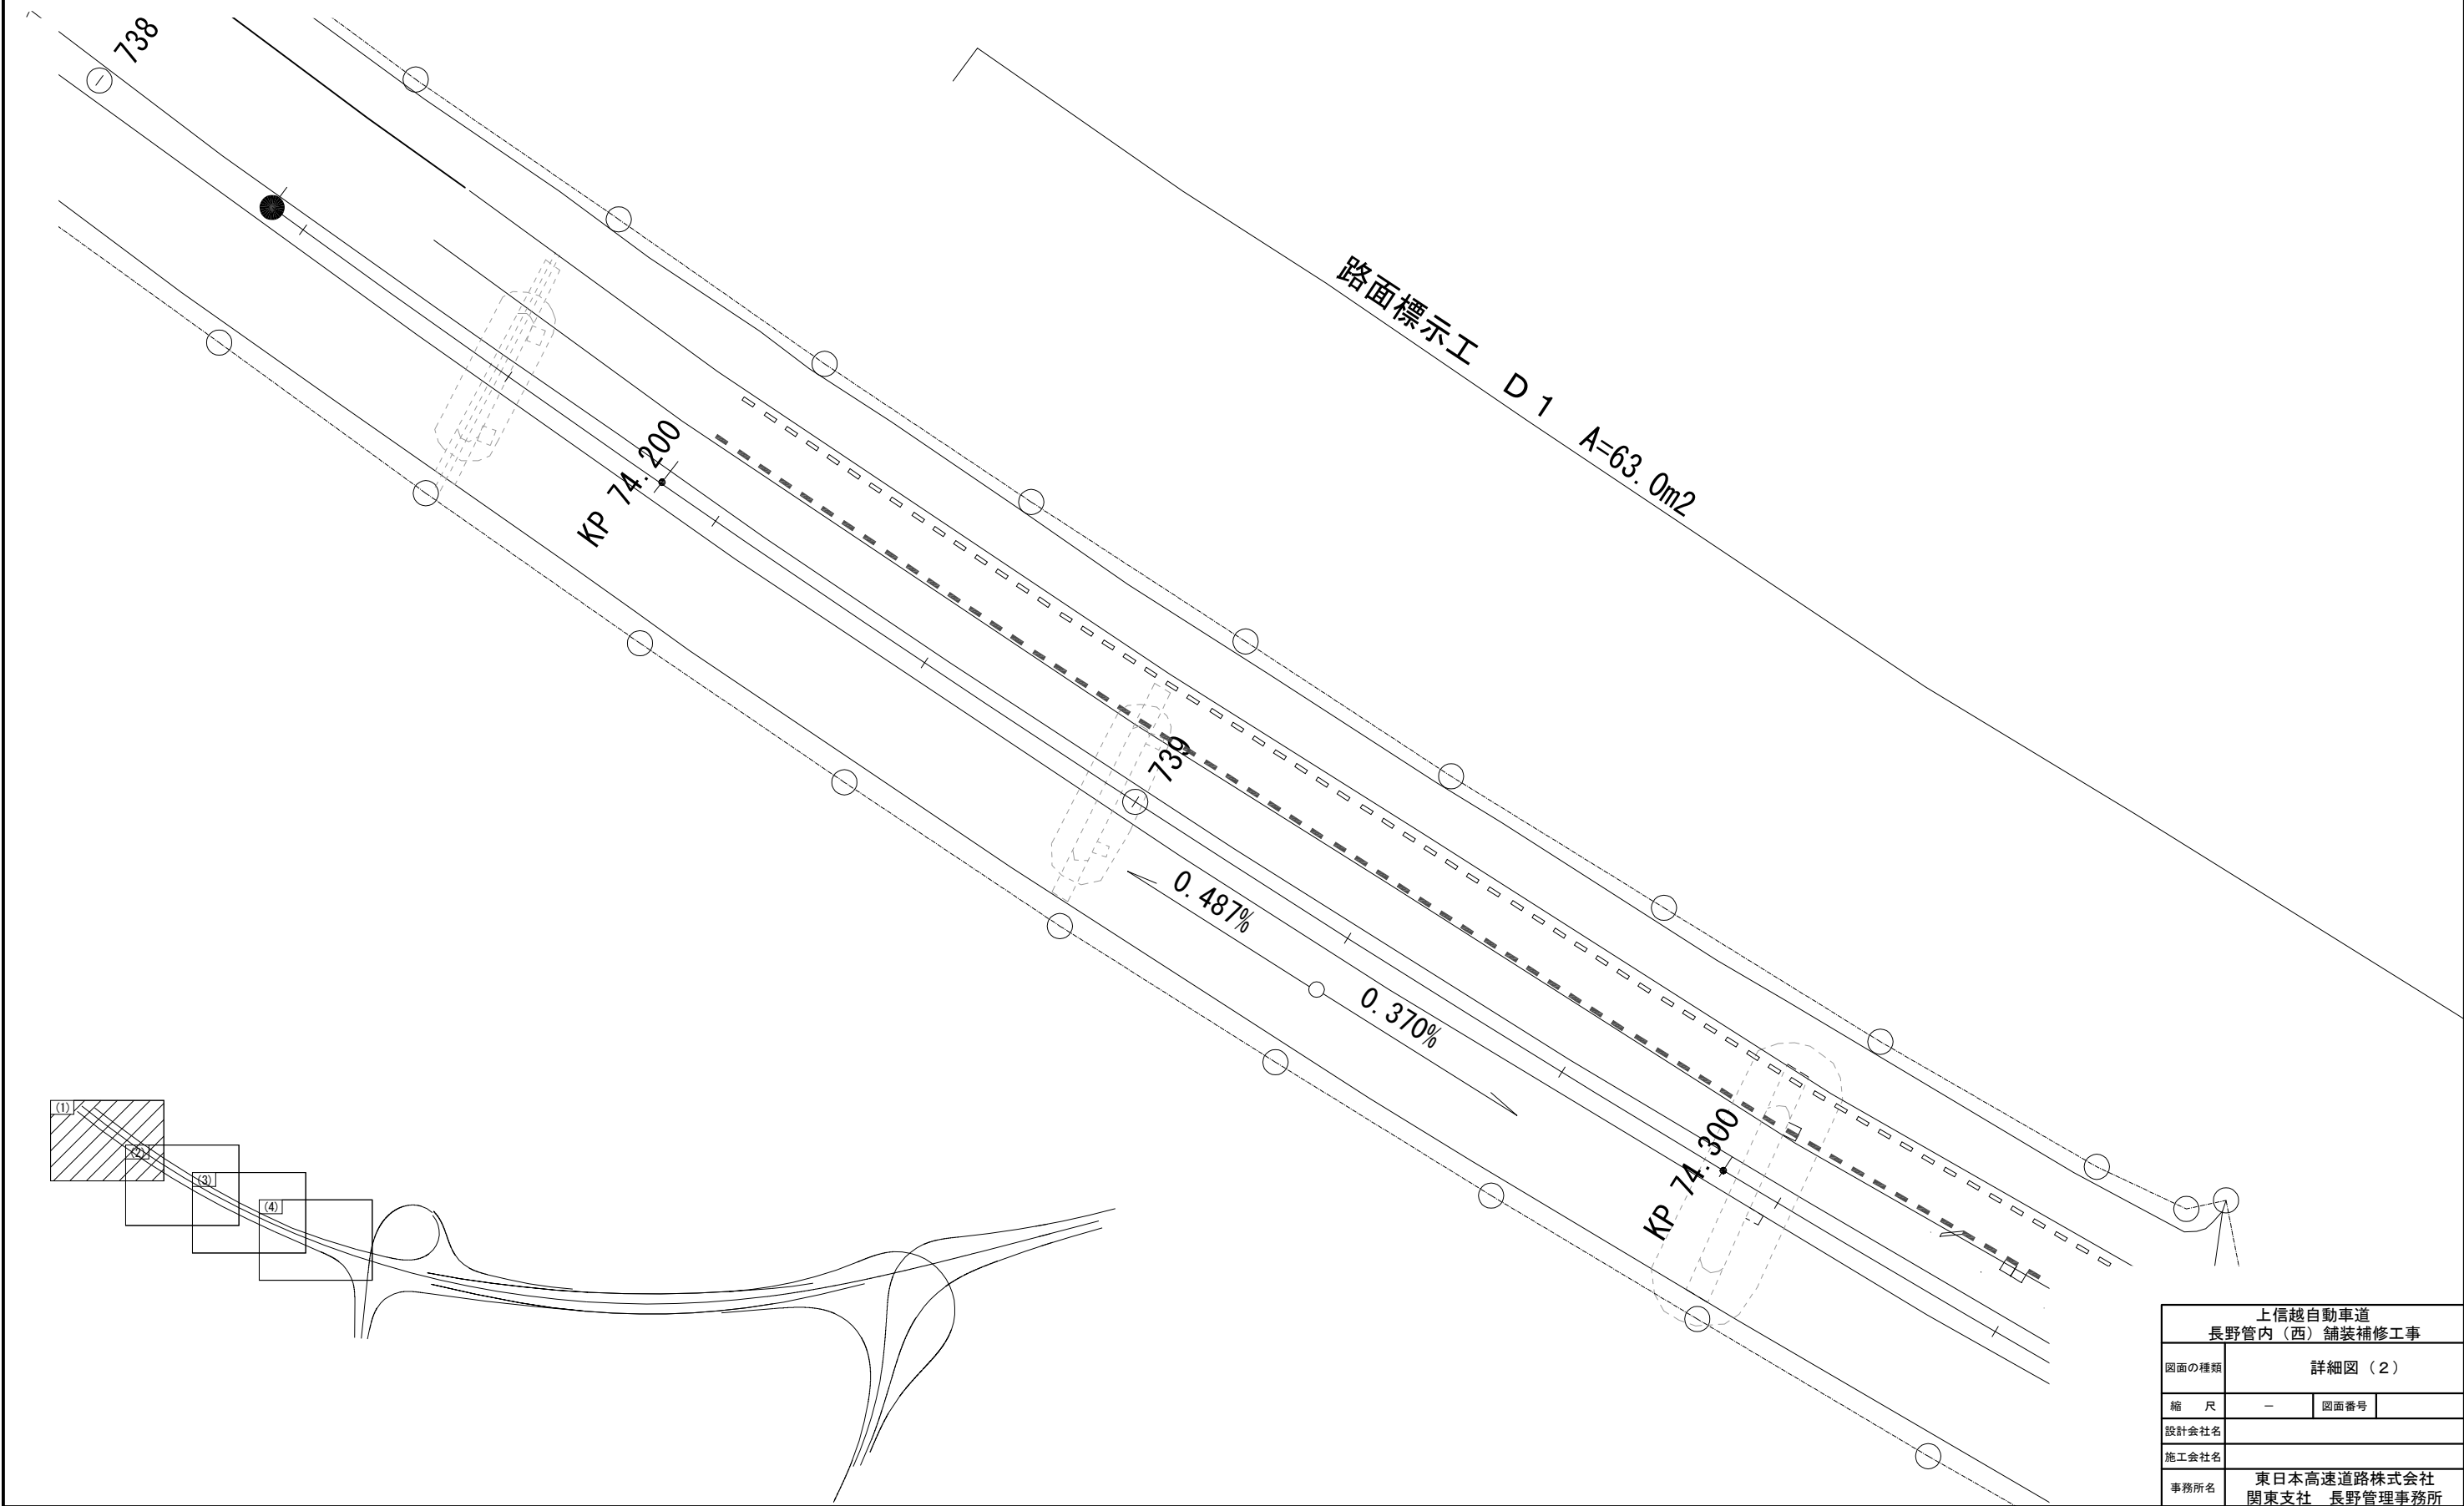 738
路面標示工 D1 A=63.0m2
KP 74.200
739
0.487%
0.370%
KP 74.300
(1)
(2)
(3)
(4)
上信越自動車道
長野管内（西）舗装補修工事
図面の種類 詳細図（2）
縮 尺 － 図面番号
設計会社名
施工会社名
事務所名 東日本高速道路株式会社
関東支社 長野管理事務所